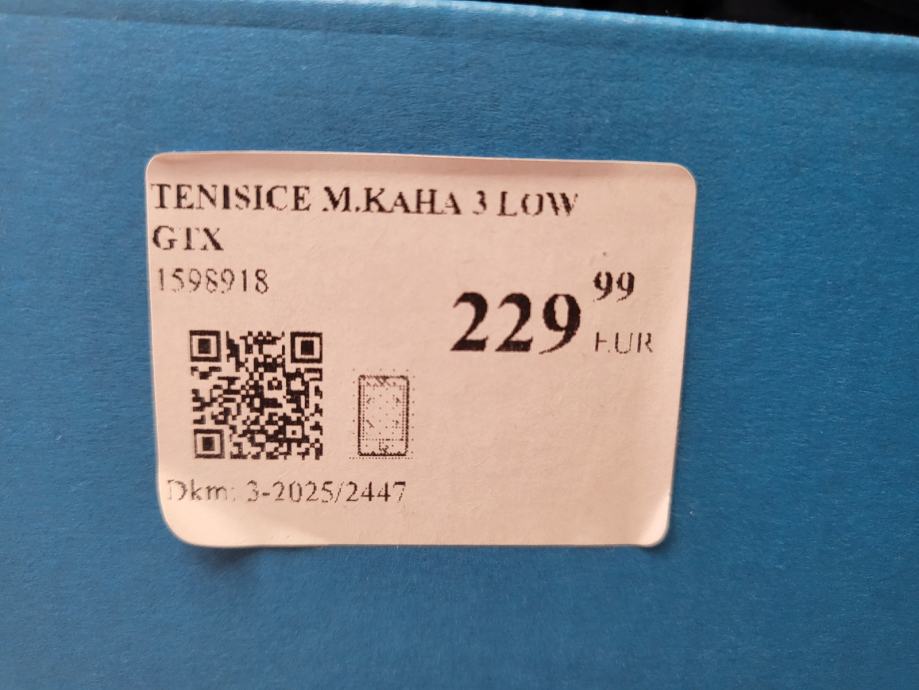 TENISICE M.KAHA 3 LOW
GTX
1598918
229 99
EUR
Dkm: 3-2025/2447